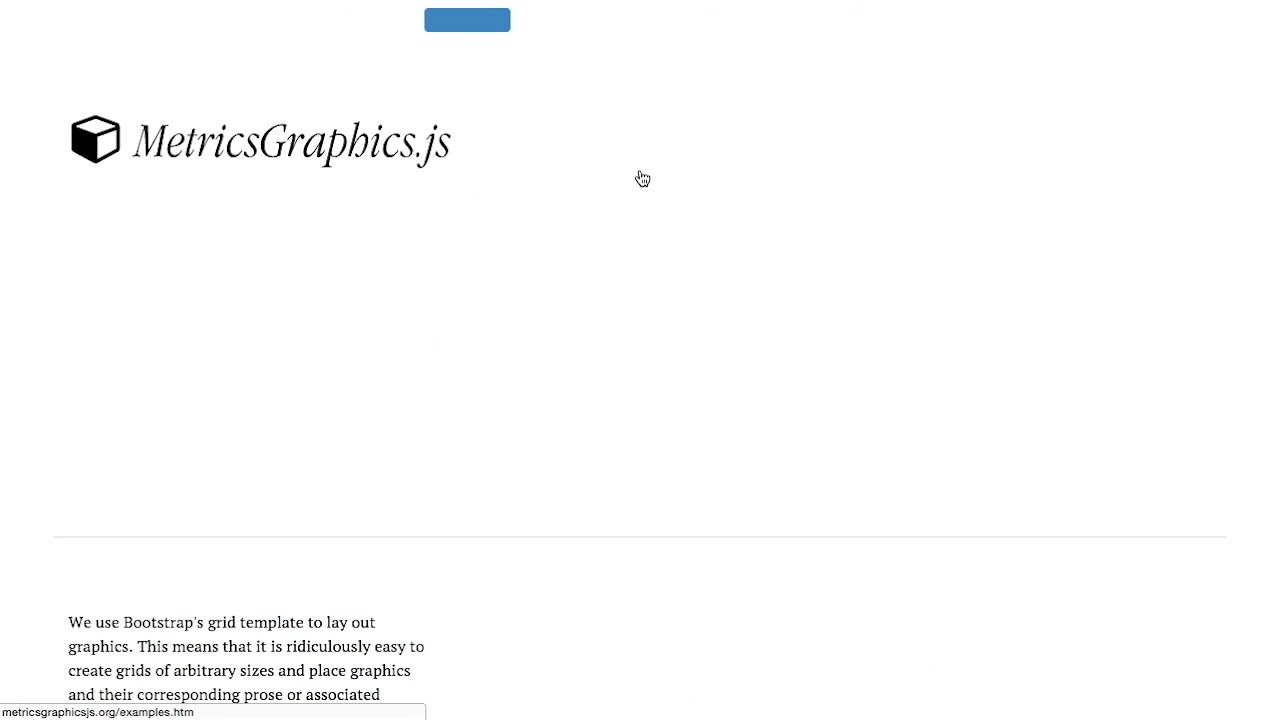 MetricsGraphics.js
We use Bootstrap's grid template to lay out
graphics. This means that it is ridiculously easy to
create grids of arbitrary sizes and place graphics
and their corresponding prose or associated
metricsgraphicsjs.org/examples.htm